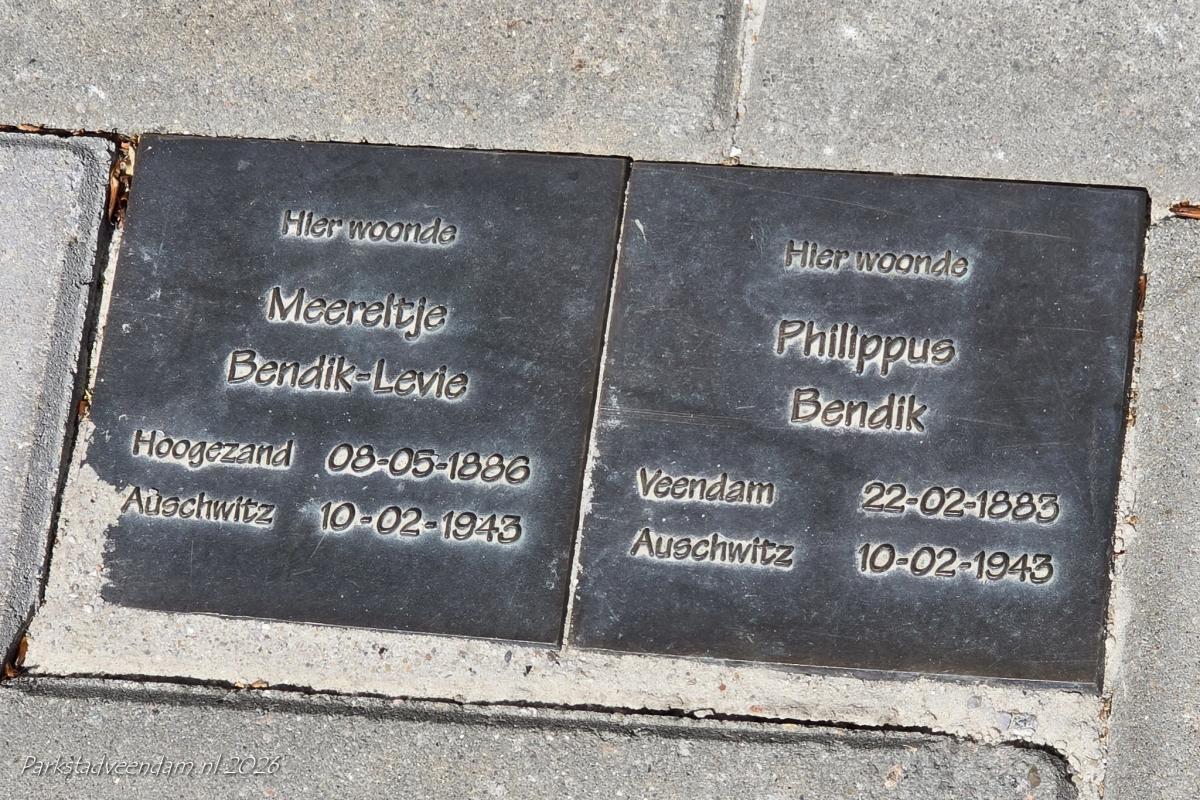 Hier woonde
Meereltje
Bendik-Levie
Hoogezand 08-05-1886
Auschwitz 10-02-1943
Hier woonde
Philippus
Bendik
Veendam 22-02-1883
Auschwitz 10-02-1943
Parkstadveendam.nl 2026